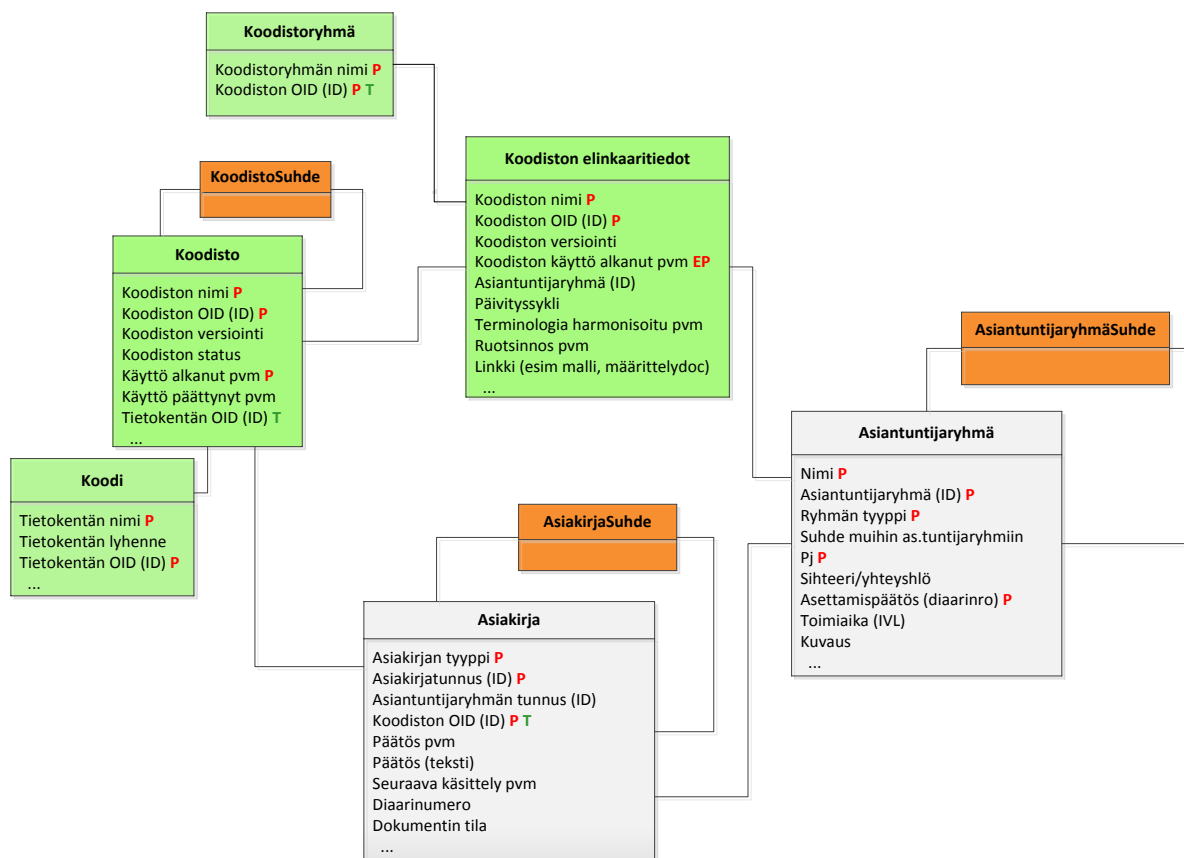 Koodistoryhmä
Koodistoryhmän nimi P
Koodiston OID (ID) P T
KoodistoSuhde
Koodiston elinkaaritiedot
Koodiston nimi P
Koodiston OID (ID) P
Koodiston versiointi
Koodiston käyttö alkanut pvm EP
Asiantuntijaryhmä (ID)
Päivityssykli
Terminologia harmonisoitu pvm
Ruotsinnos pvm
Linkki (esim malli, määrittelydoc)
...
Koodisto
Koodiston nimi P
Koodiston OID (ID) P
Koodiston versiointi
Koodiston status
Käyttö alkanut pvm P
Käyttö päättynyt pvm
Tietokentän OID (ID) T
...
AsiantuntijaryhmäSuhde
Asiantuntijaryhmä
Nimi P
Asiantuntijaryhmä (ID) P
Ryhmän tyyppi P
Suhde muihin as.tuntijaryhmiin
Pj P
Sihteeri/yhteyshlö
Asettamispäätös (diaarinro) P
Toimiaika (IVL)
Kuvaus
...
Koodi
Tietokentän nimi P
Tietokentän lyhenne
Tietokentän OID (ID) P
...
AsiakirjaSuhde
Asiakirja
Asiakirjan tyyppi P
Asiakirjatunnus (ID) P
Asiantuntijaryhmän tunnus (ID)
Koodiston OID (ID) P T
Päätös pvm
Päätös (teksti)
Seuraava käsittely pvm
Diaarinumero
Dokumentin tila
...